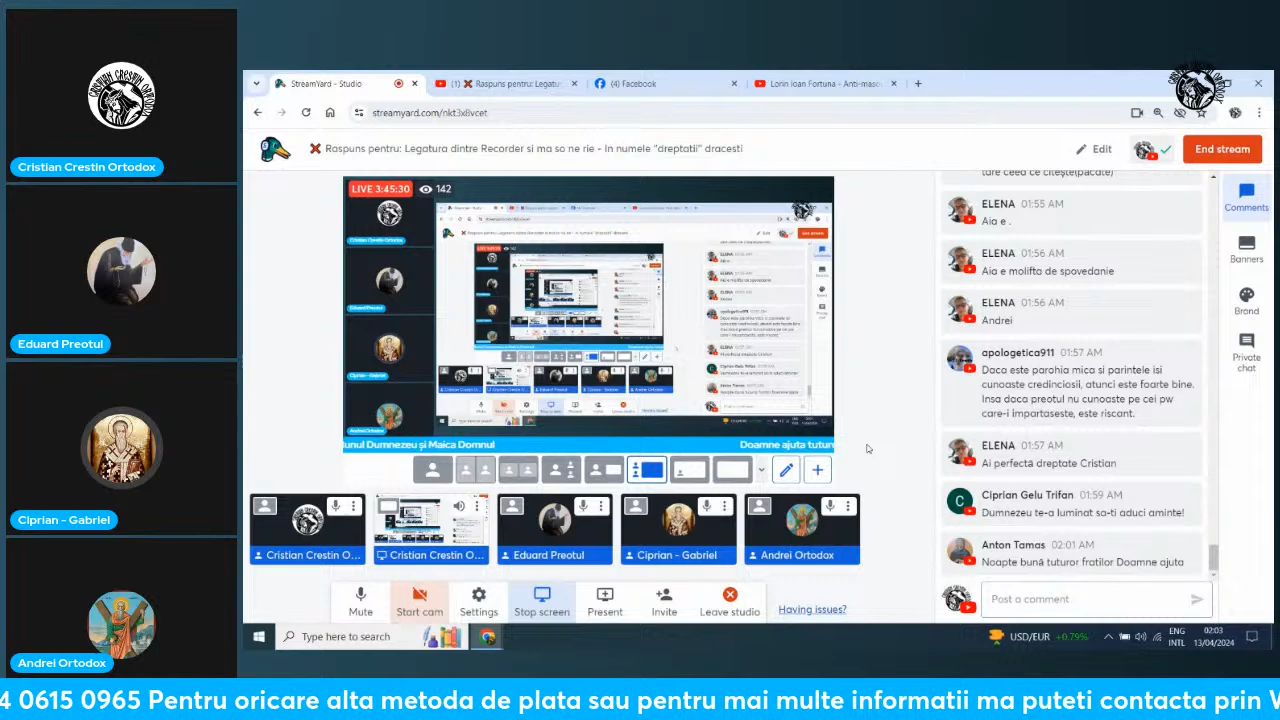 Cristian Crestin Ortodox
Eduard Preotul
Ciprian - Gabriel
Andrei Ortodox
StreamYard - Studio
(1) ❌ Raspuns pentru: Legatu
(4) Facebook
Lorin Ioan Fortuna - Anti-maso
streamyard.com/nkt3x8vcet
❌ Raspuns pentru: Legatura dintre Recorder si ma so ne rie - In numele "dreptatii" dracesti
Edit
End stream
LIVE 3:45:30
142
unul Dumnezeu și Maica Domnul
Doamne ajuta tutur
Cristian Crestin O...
Cristian Crestin O...
Eduard Preotul
Ciprian - Gabriel
Andrei Ortodox
Mute
Start cam
Settings
Stop screen
Present
Invite
Leave studio
Having issues?
ELENA 01:55 AM
Aia e .
ELENA 01:56 AM
Aia e molifta de spovedanie
ELENA 01:56 AM
Andrei
apologetica911 01:57 AM
Daca este parohia mica si parintele isi
cunoaste credinciosii, atunci este foarte bine.
Insa daca preotul nu cunoaste pe cei pw
care-i impartaseste, este riscant.
ELENA 01:57 AM
Ai perfectă dreptate Cristian
Ciprian Gelu Trifan 01:59 AM
Dumnezeu te-a luminat sa-ti aduci aminte!
Anton Tamas 02:01 AM
Noapte bună tuturor fratilor Doamne ajuta
Post a comment
Comments
Banners
Brand
Private
chat
Type here to search
USD/EUR +0.79%
ENG
INTL
02:03
13/04/2024
4 0615 0965 Pentru oricare alta metoda de plata sau pentru mai multe informatii ma puteti contacta prin